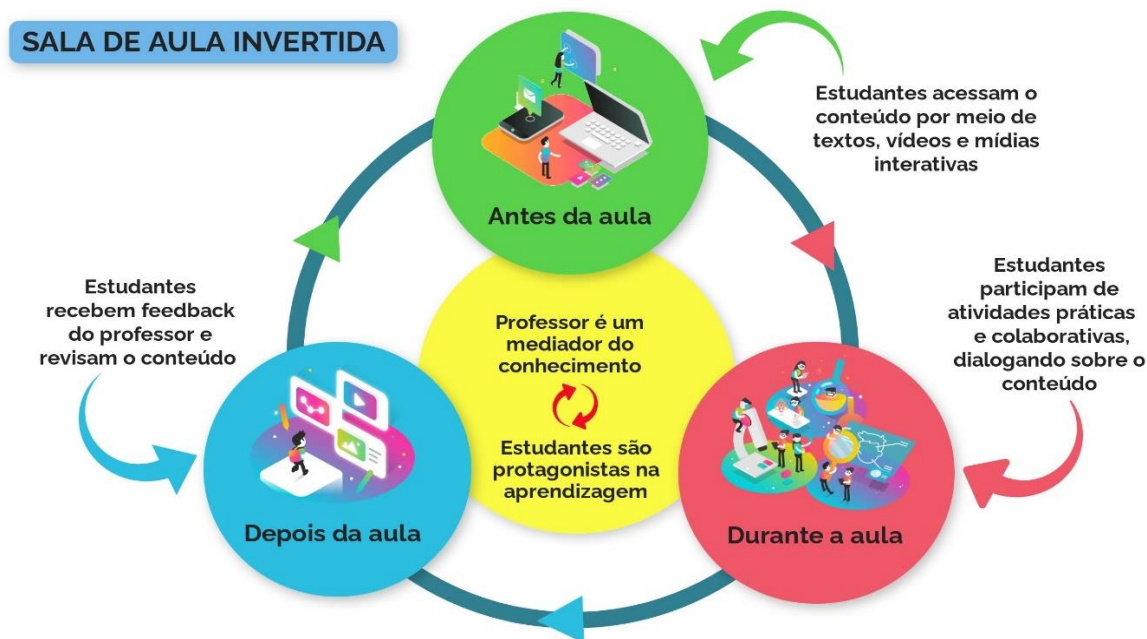 SALA DE AULA INVERTIDA
Estudantes acessam o
conteúdo por meio de
textos, vídeos e mídias
interativas
Antes da aula
Estudantes
participam de
atividades práticas
e colaborativas,
dialogando sobre o
conteúdo
Durante a aula
Estudantes
recebem feedback
do professor e
revisam o conteúdo
Depois da aula
Professor é um
mediador do
conhecimento
Estudantes são
protagonistas na
aprendizagem